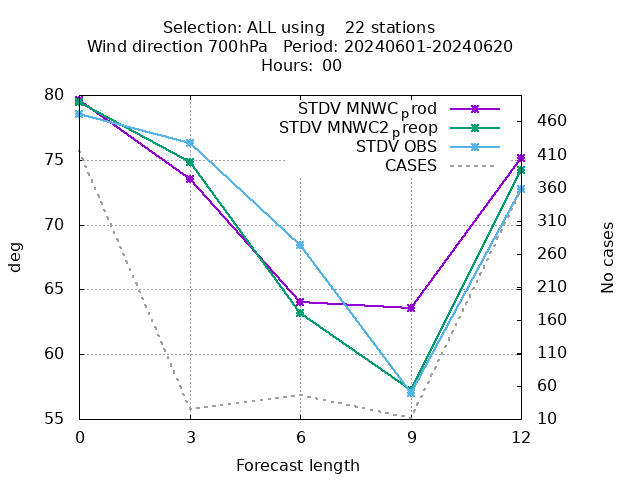 Selection: ALL using    22 stations
Wind direction 700hPa   Period: 20240601-20240620
Hours: 00
STDV MNWC_prod
STDV MNWC2_preop
STDV OBS
CASES
80
75
70
65
60
55
deg
460
410
360
310
260
210
160
110
60
10
No cases
0 3 6 9 12
Forecast length